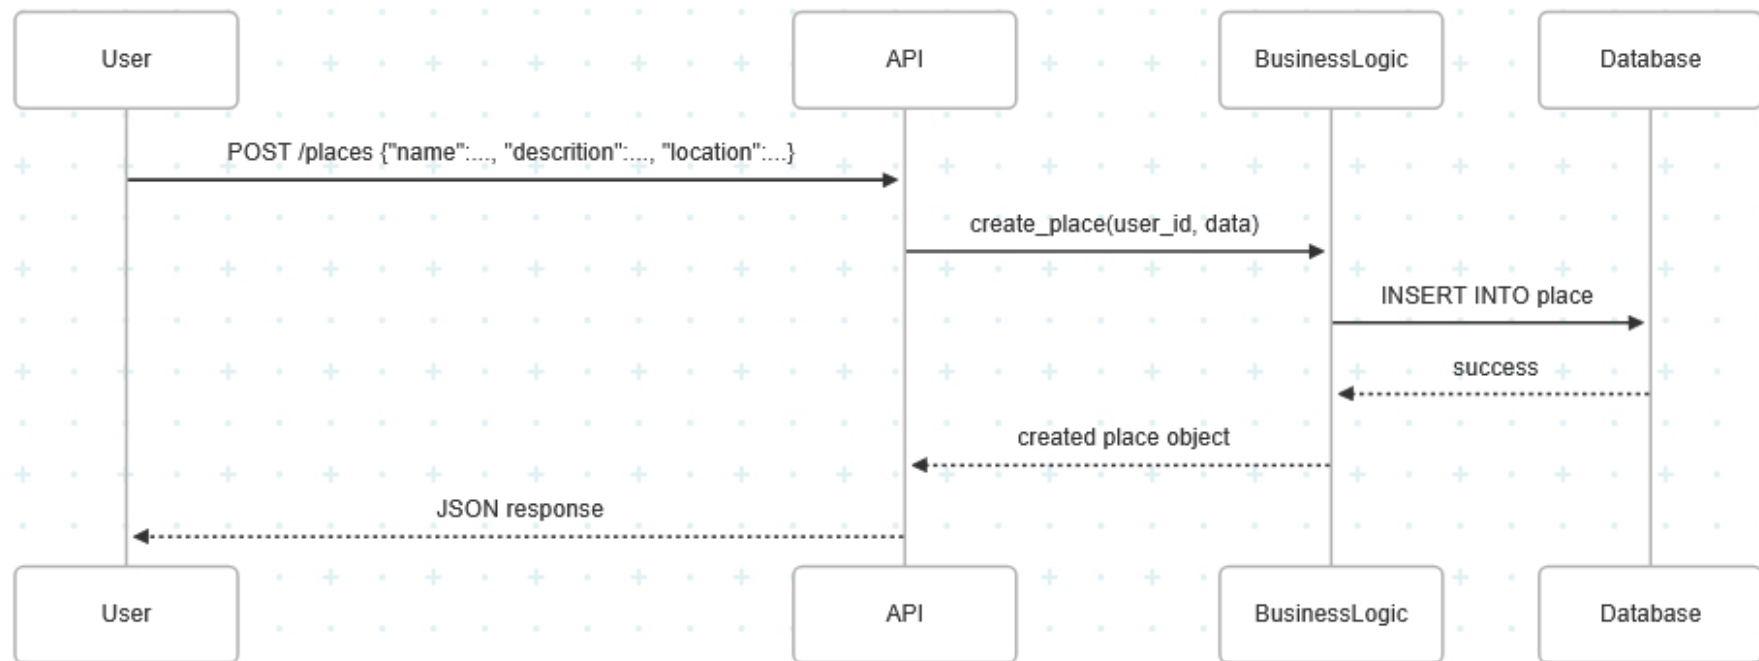 User
API
BusinessLogic
Database
POST /places {"name":..., "descrition":..., "location":...}
create_place(user_id, data)
INSERT INTO place
success
created place object
JSON response
User
API
BusinessLogic
Database